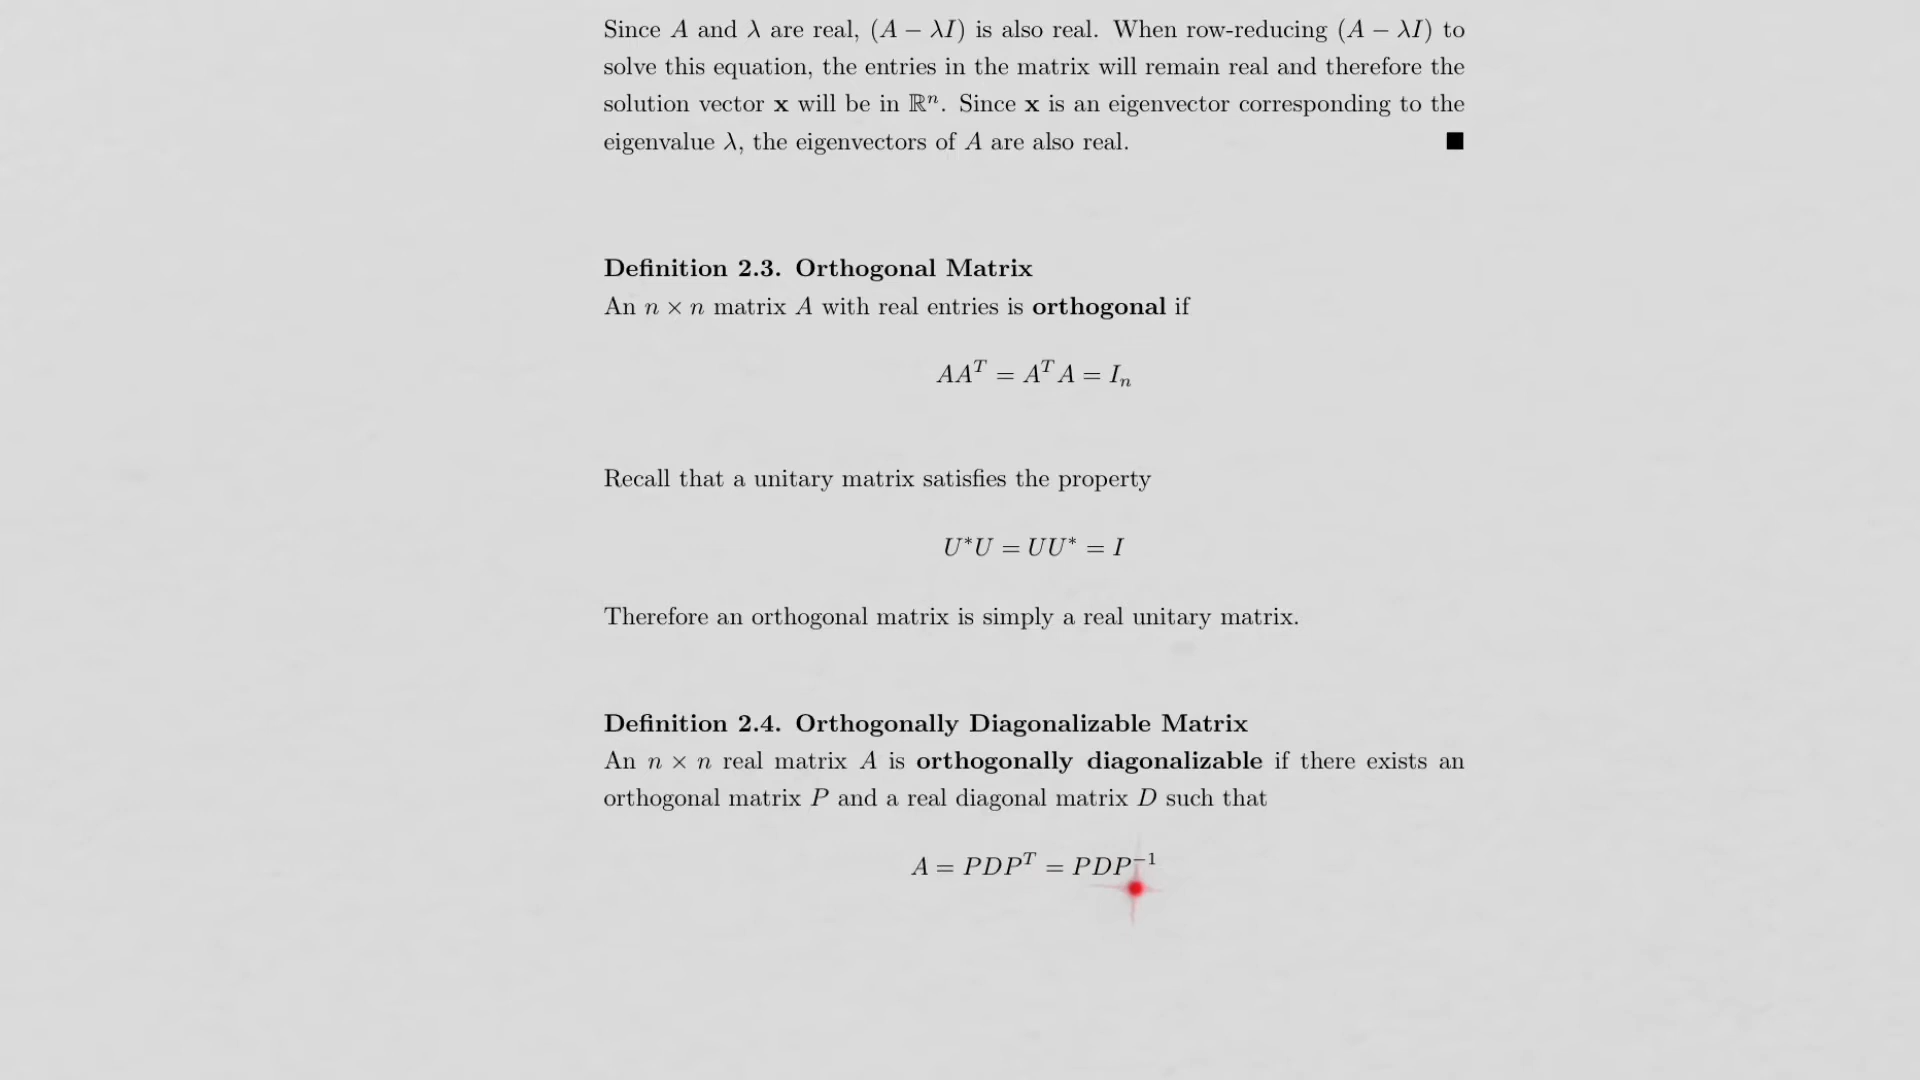 Since A and λ are real, (A − λI) is also real. When row-reducing (A − λI) to
solve this equation, the entries in the matrix will remain real and therefore the
solution vector x will be in ℝⁿ. Since x is an eigenvector corresponding to the
eigenvalue λ, the eigenvectors of A are also real. ■
Definition 2.3. Orthogonal Matrix
An n × n matrix A with real entries is orthogonal if
AAᵀ = AᵀA = Iₙ
Recall that a unitary matrix satisfies the property
U*U = UU* = I
Therefore an orthogonal matrix is simply a real unitary matrix.
Definition 2.4. Orthogonally Diagonalizable Matrix
An n × n real matrix A is orthogonally diagonalizable if there exists an
orthogonal matrix P and a real diagonal matrix D such that
A = PDPᵀ = PDP⁻¹